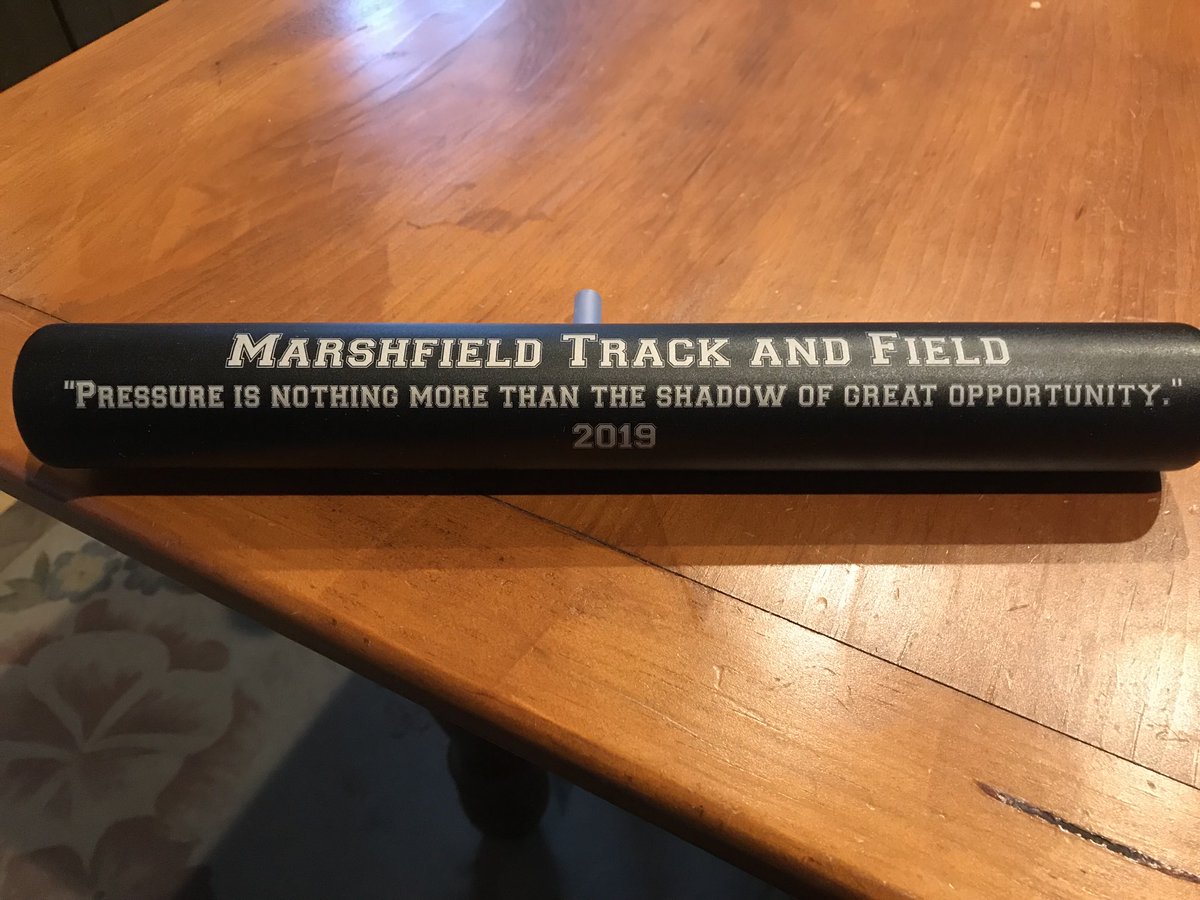 Marshfield Track and Field
"Pressure is nothing more than the shadow of great opportunity."
2019